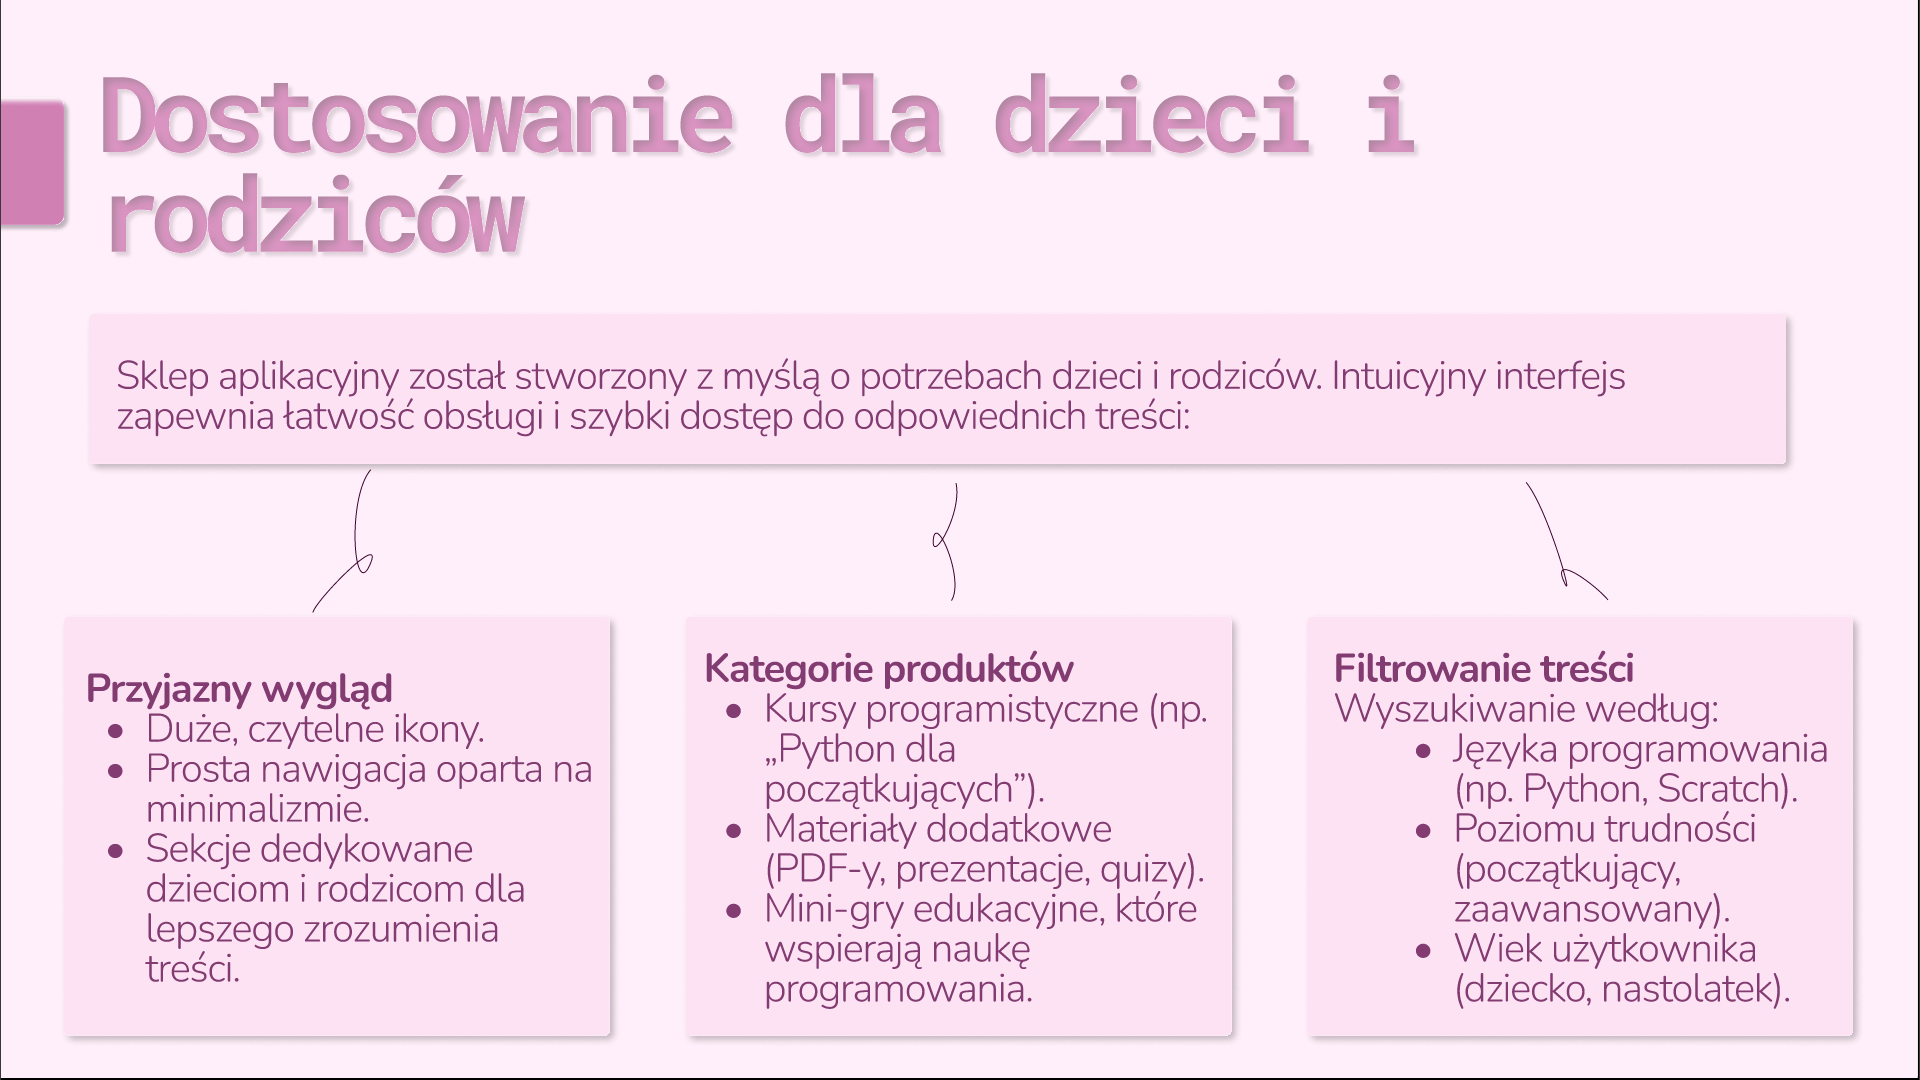 Dostosowanie dla dzieci i
rodziców
Sklep aplikacyjny został stworzony z myślą o potrzebach dzieci i rodziców. Intuicyjny interfejs
zapewnia łatwość obsługi i szybki dostęp do odpowiednich treści:
Przyjazny wygląd
● Duże, czytelne ikony.
● Prosta nawigacja oparta na
minimalizmie.
● Sekcje dedykowane
dzieciom i rodzicom dla
lepszego zrozumienia
treści.
Kategorie produktów
● Kursy programistyczne (np.
„Python dla
początkujących”).
● Materiały dodatkowe
(PDF-y, prezentacje, quizy).
● Mini-gry edukacyjne, które
wspierają naukę
programowania.
Filtrowanie treści
Wyszukiwanie według:
● Języka programowania
(np. Python, Scratch).
● Poziomu trudności
(początkujący,
zaawansowany).
● Wiek użytkownika
(dziecko, nastolatek).